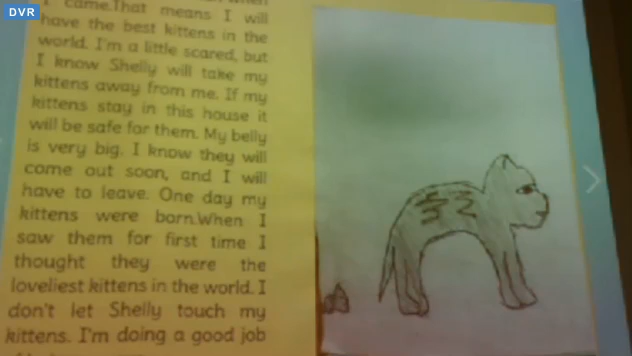 DVR
I came.That means I will
have the best kittens in the
world. I'm a little scared, but
I know Shelly will take my
kittens away from me. If my
kittens stay in this house it
will be safe for them. My belly
is very big. I know they will
come out soon, and I will
have to leave. One day my
kittens were born.When I
saw them for first time I
thought they were the
loveliest kittens in the world. I
don't let Shelly touch my
kittens. I'm doing a good job